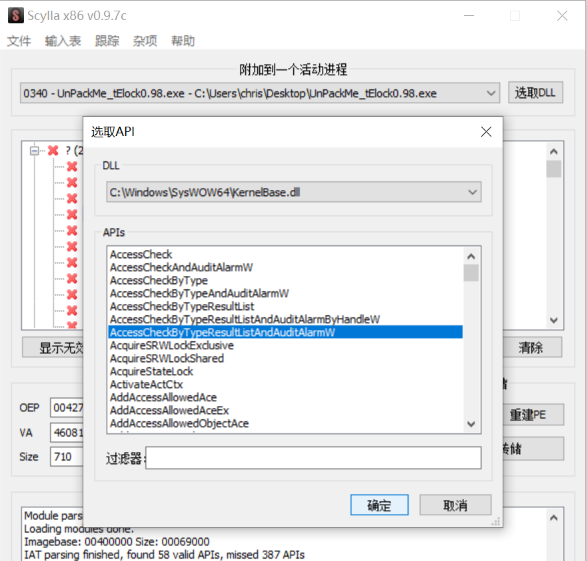 Scylla x86 v0.9.7c
文件 输入表 跟踪 杂项 帮助
附加到一个活动进程
0340 - UnPackMe_tElock0.98.exe - C:\Users\chris\Desktop\UnPackMe_tElock0.98.exe
选取DLL
选取API
? (2
DLL
C:\Windows\SysWOW64\KernelBase.dll
APIs
AccessCheck
AccessCheckAndAuditAlarmW
AccessCheckByType
AccessCheckByTypeAndAuditAlarmW
AccessCheckByTypeResultList
AccessCheckByTypeResultListAndAuditAlarmByHandleW
AccessCheckByTypeResultListAndAuditAlarmW
AcquireSRWLockExclusive
AcquireSRWLockShared
AcquireStateLock
ActivateActCtx
AddAccessAllowedAce
AddAccessAllowedAceEx
AddAccessAllowedObjectAce
显示无效
清除
OEP 00427
VA 46081
Size 710
重建PE
转储
过滤器:
确定 取消
Module pars
Loading modules done.
Imagebase: 00400000 Size: 00069000
IAT parsing finished, found 58 valid APIs, missed 387 APIs